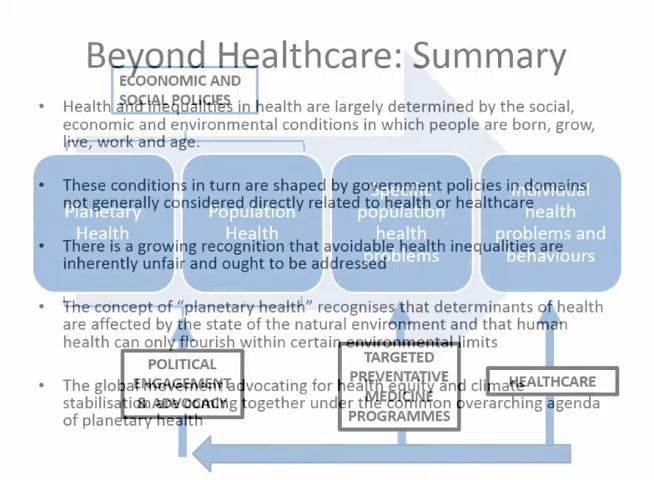 Beyond Healthcare: Summary
ECOONOMIC AND
SOCIAL POLICIES
• Health and inequalities in health are largely determined by the social,
economic and environmental conditions in which people are born, grow,
live, work and age.
• These conditions in turn are shaped by government policies in domains
not generally considered directly related to health or healthcare
• There is a growing recognition that avoidable health inequalities are
inherently unfair and ought to be addressed
• The concept of “planetary health” recognises that determinants of health
are affected by the state of the natural environment and that human
health can only flourish within certain environmental limits
• The global movement advocating for health equity and climate
stabilisation are coming together under the common overarching agenda
of planetary health
Planetary
Health
Population
Health
Specific
population
health
problems
Individual
health
problems and
behaviours
POLITICAL
ENGAGEMENT
& ADVOCACY
TARGETED
PREVENTATIVE
MEDICINE
PROGRAMMES
HEALTHCARE